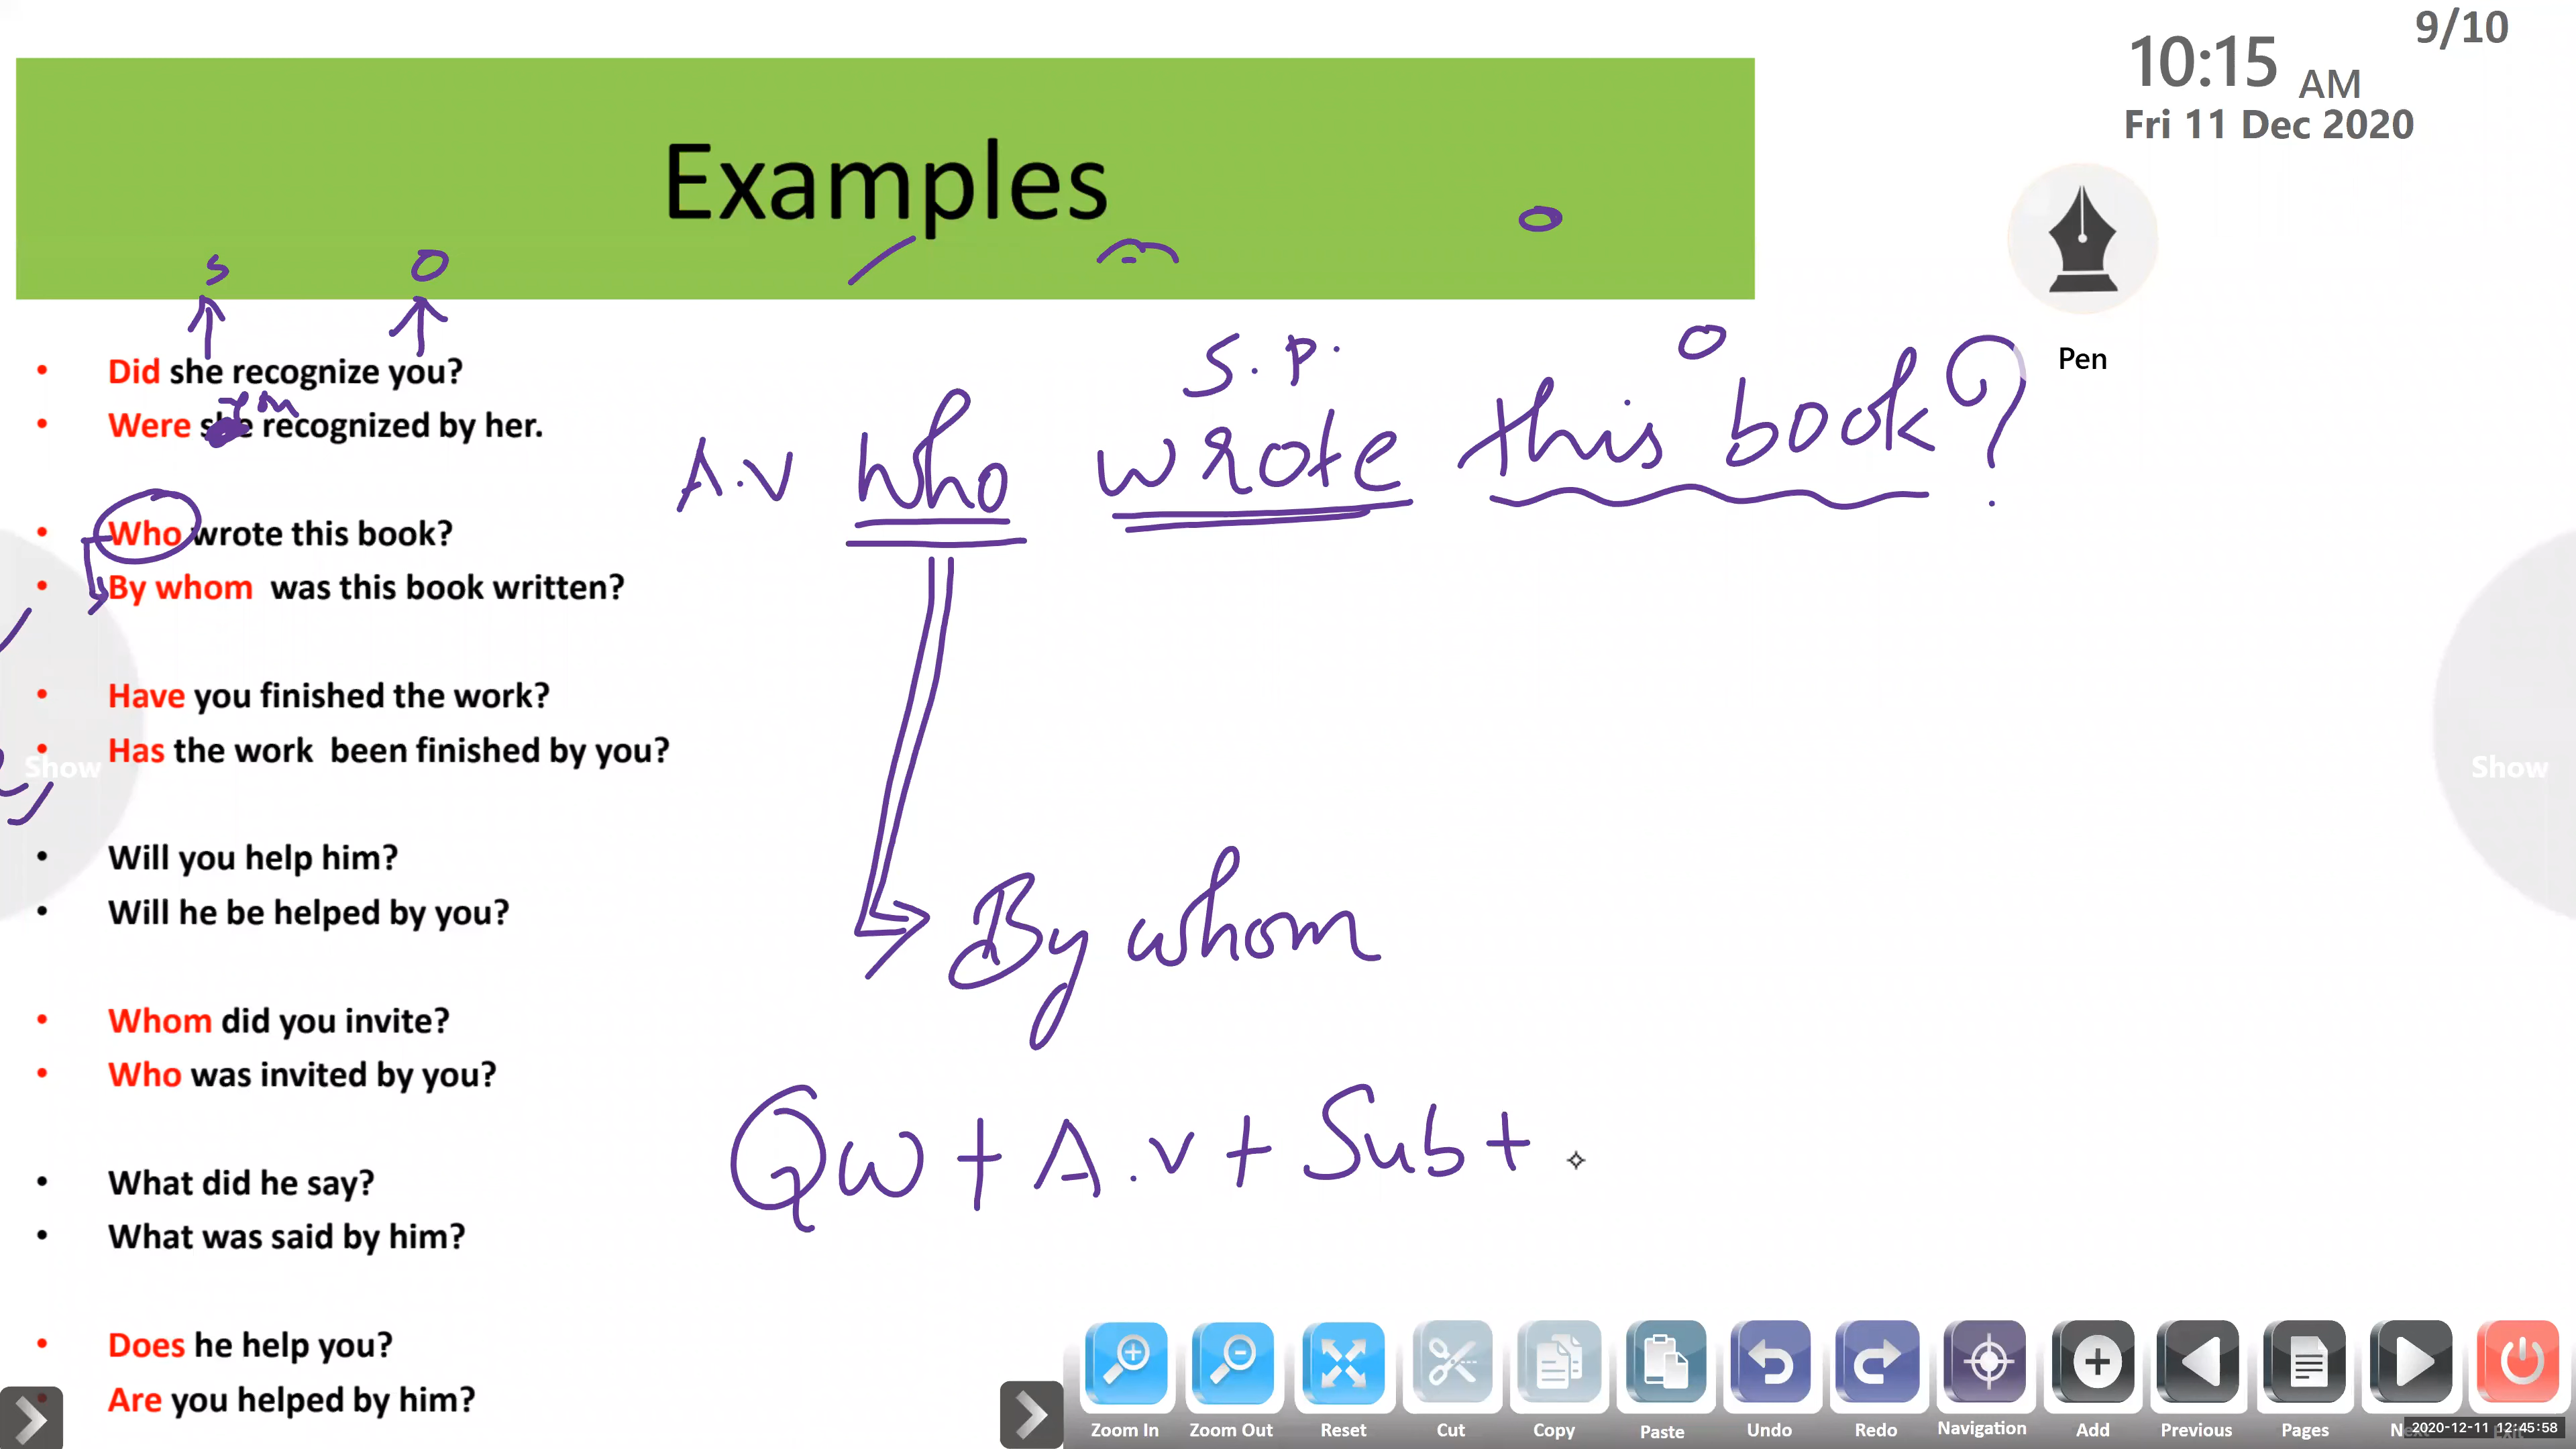 9/10
10:15 AM
Fri 11 Dec 2020
Pen
Examples
s o
o
Did she recognize you?
Were recognized by her.
Who wrote this book?
By whom was this book written?
Have you finished the work?
Has the work been finished by you?
Will you help him?
Will he be helped by you?
Whom did you invite?
Who was invited by you?
What did he say?
What was said by him?
Does he help you?
Are you helped by him?
S.P. o
A.V who wrote this book?
By whom
Qw + A.v + Sub +
Show
Show
Zoom In Zoom Out Reset Cut Copy Paste Undo Redo Navigation Add Previous Pages
2020-12-11 12:45:58